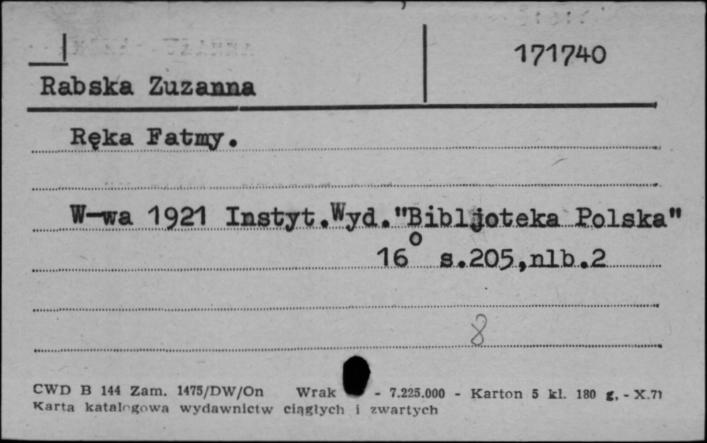 171740
Rabska Zuzanna
Ręka Fatmy.
W-wa 1921 Instyt.Wyd."Bibljoteka Polska"
16° s.205,nlb.2
8
CWD B 144 Zam. 1475/DW/On Wrak - 7.225.000 - Karton 5 kl. 180 g, - X.71
Karta katalogowa wydawnictw ciągłych i zwartych